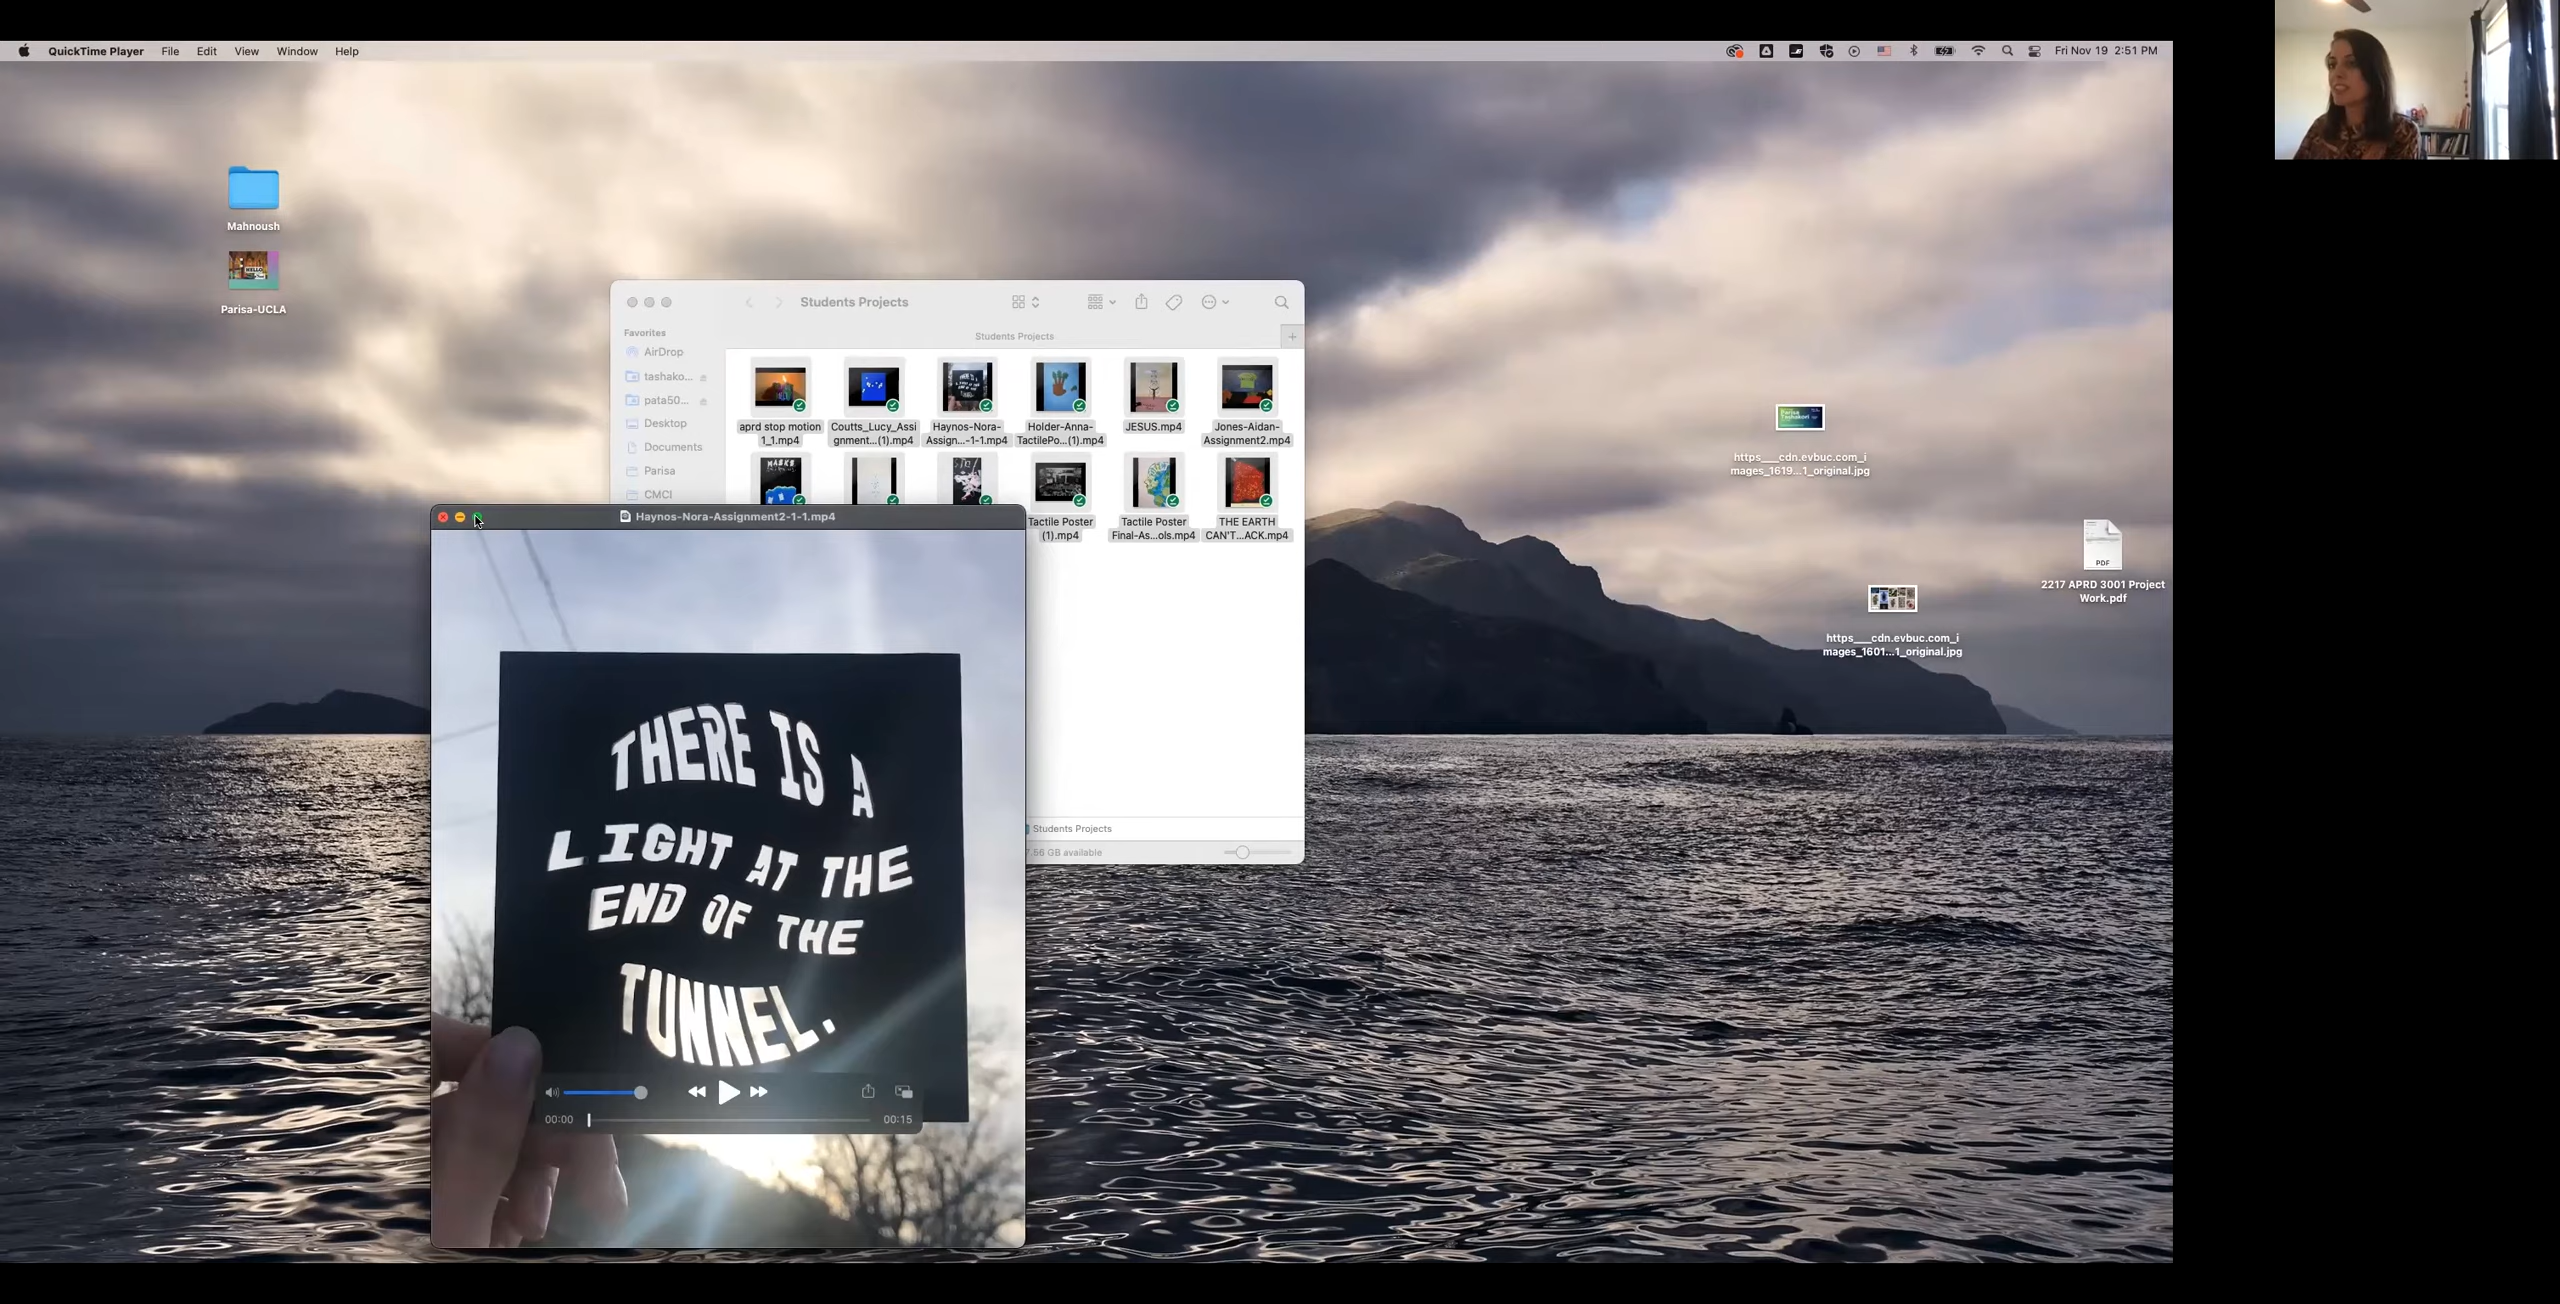 QuickTime Player File Edit View Window Help
Fri Nov 19 2:51 PM
Mahnoush
Parisa-UCLA
Students Projects
Students Projects
Favorites
AirDrop
tashako...
pata50...
Desktop
Documents
Parisa
CMCI
aprd stop motion
1_1.mp4
Coutts_Lucy_Assi
gnment...(1).mp4
Haynos-Nora-
Assign...-1-1.mp4
Holder-Anna-
TactilePo...(1).mp4
JESUS.mp4
Jones-Aidan-
Assignment2.mp4
Tactile Poster
(1).mp4
Tactile Poster
Final-As...ols.mp4
THE EARTH
CAN'T...ACK.mp4
Students Projects
7.56 GB available
Haynos-Nora-Assignment2-1-1.mp4
THERE IS A
LIGHT AT THE
END OF THE
TUNNEL.
00:00
00:15
https___cdn.evbuc.com_i
mages_1619...1_original.jpg
PDF
2217 APRD 3001 Project
Work.pdf
https___cdn.evbuc.com_i
mages_1601...1_original.jpg